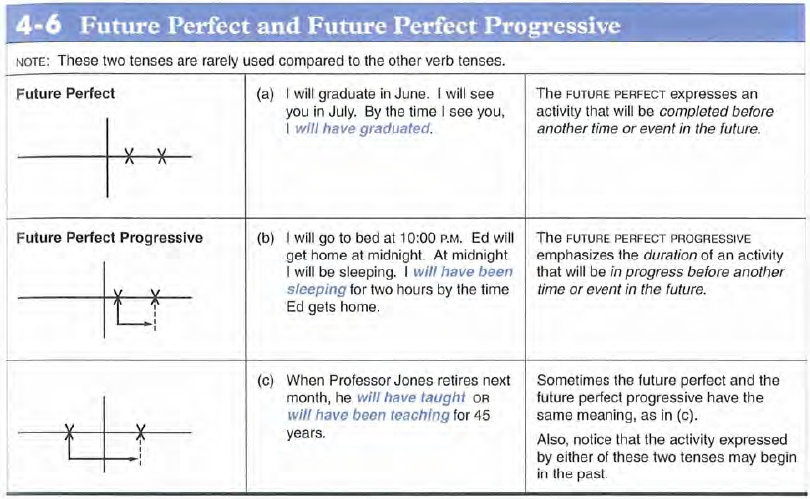 4-6 Future Perfect and Future Perfect Progressive
NOTE: These two tenses are rarely used compared to the other verb tenses.
Future Perfect
(a) I will graduate in June. I will see
you in July. By the time I see you,
I will have graduated.
The FUTURE PERFECT expresses an
activity that will be completed before
another time or event in the future.
Future Perfect Progressive
(b) I will go to bed at 10:00 P.M. Ed will
get home at midnight. At midnight
I will be sleeping. I will have been
sleeping for two hours by the time
Ed gets home.
The FUTURE PERFECT PROGRESSIVE
emphasizes the duration of an activity
that will be in progress before another
time or event in the future.
(c) When Professor Jones retires next
month, he will have taught OR
will have been teaching for 45
years.
Sometimes the future perfect and the
future perfect progressive have the
same meaning, as in (c).
Also, notice that the activity expressed
by either of these two tenses may begin
in the past.